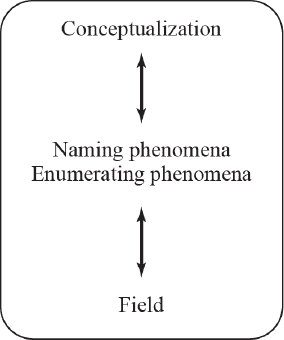 Conceptualization
Naming phenomena
Enumerating phenomena
Field